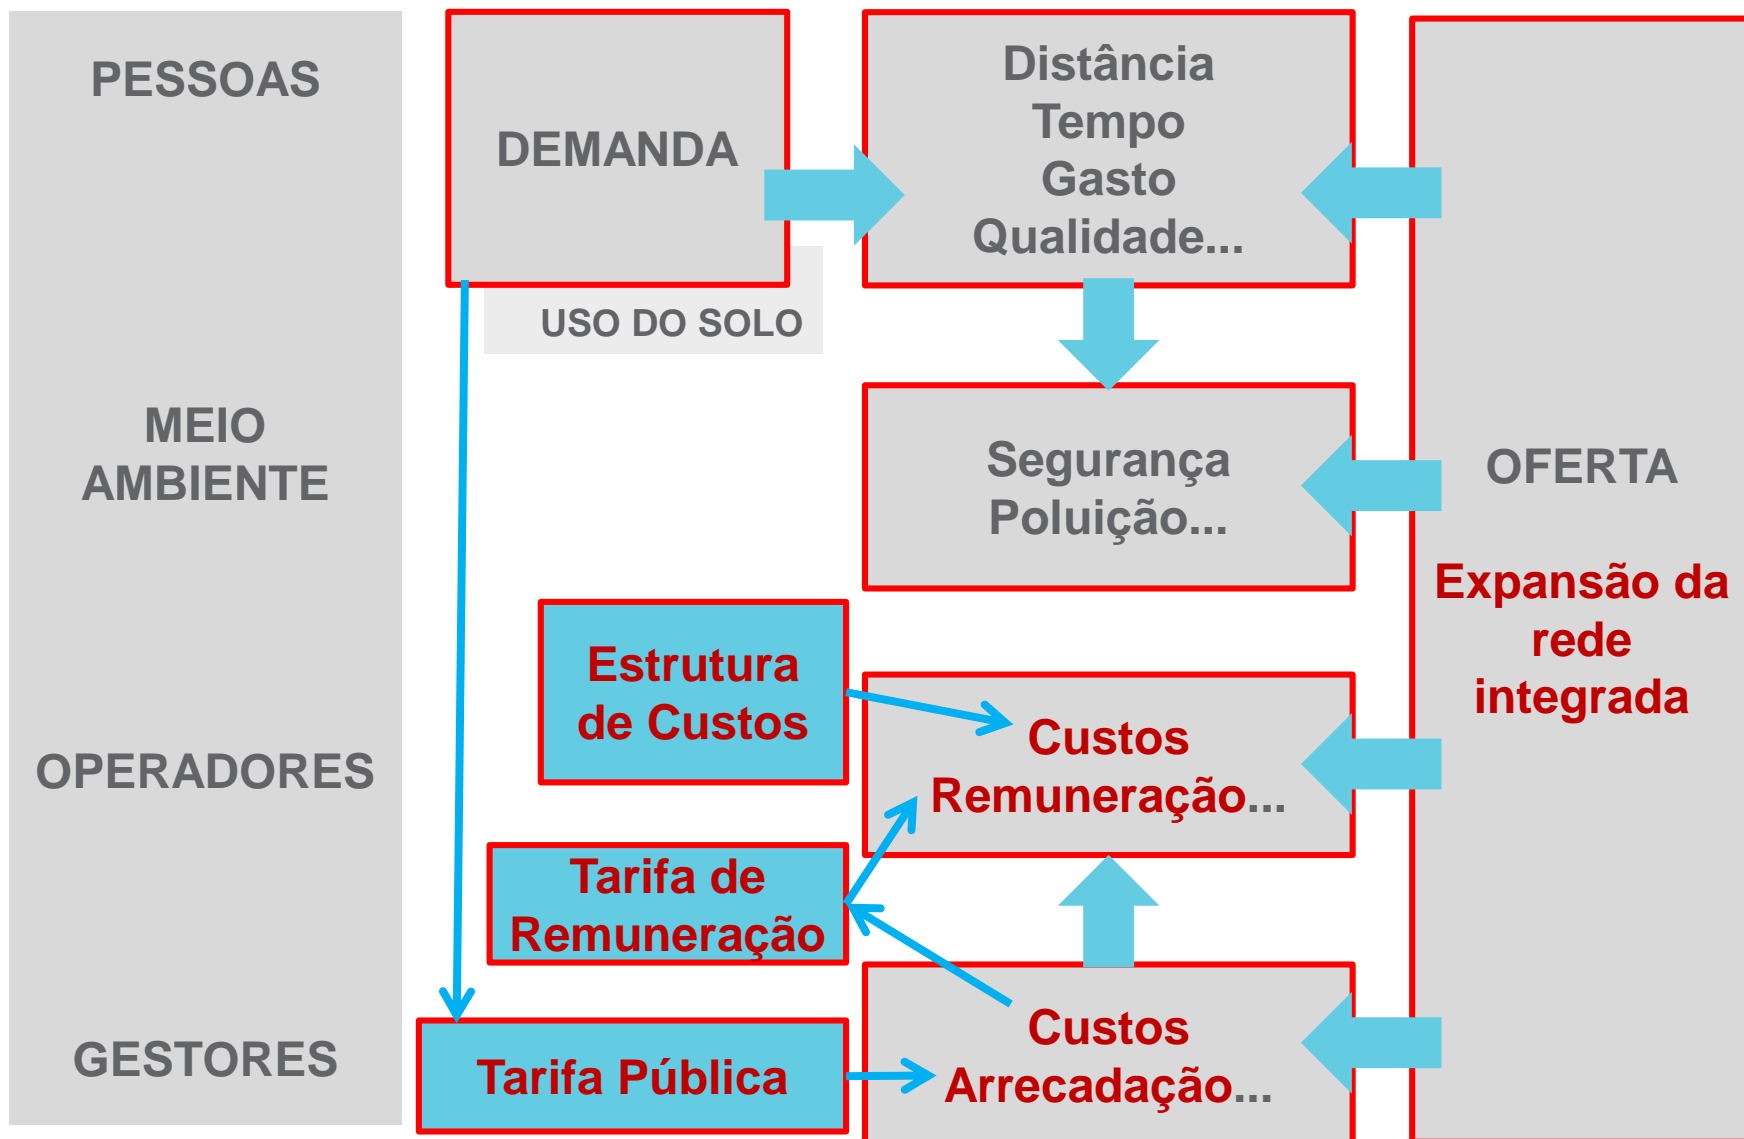 PESSOAS
MEIO
AMBIENTE
OPERADORES
GESTORES
DEMANDA
USO DO SOLO
Distância
Tempo
Gasto
Qualidade...
Segurança
Poluição...
Estrutura
de Custos
Custos
Remuneração...
Tarifa de
Remuneração
Tarifa Pública
Custos
Arrecadação...
OFERTA
Expansão da
rede
integrada